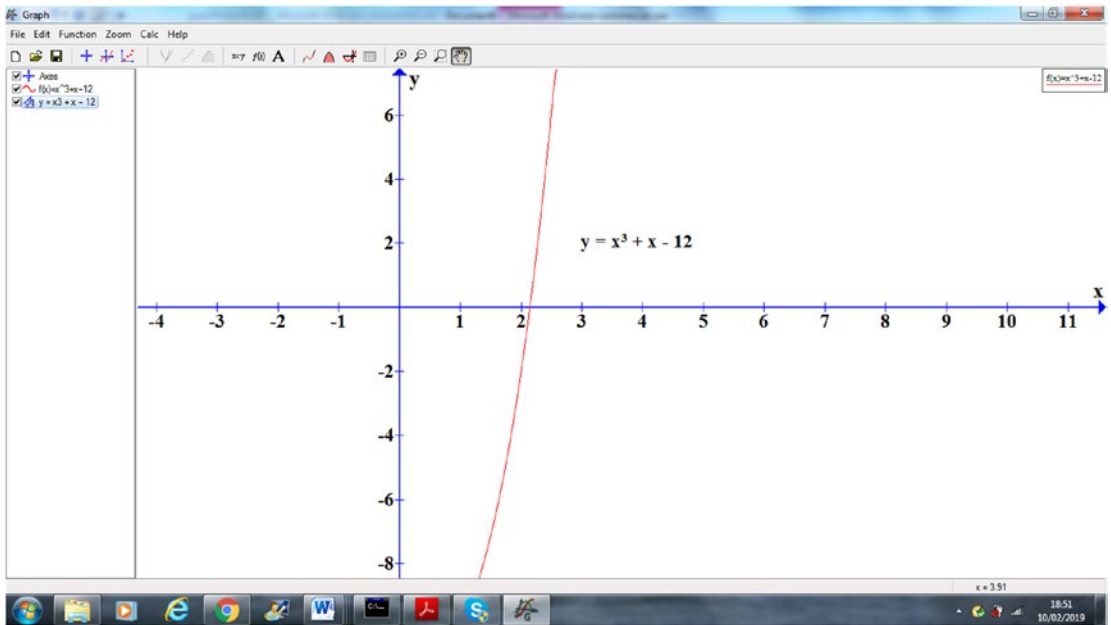 Graph
File Edit Function Zoom Calc Help
Axes
f(x)=x^3+x-12
y = x3 + x - 12
f(x)=x^3+x-12
y
6
4
2
-2
-4
-6
-8
y = x³ + x - 12
x
-4 -3 -2 -1 1 2 3 4 5 6 7 8 9 10 11
x = 3.91
18:51
10/02/2019